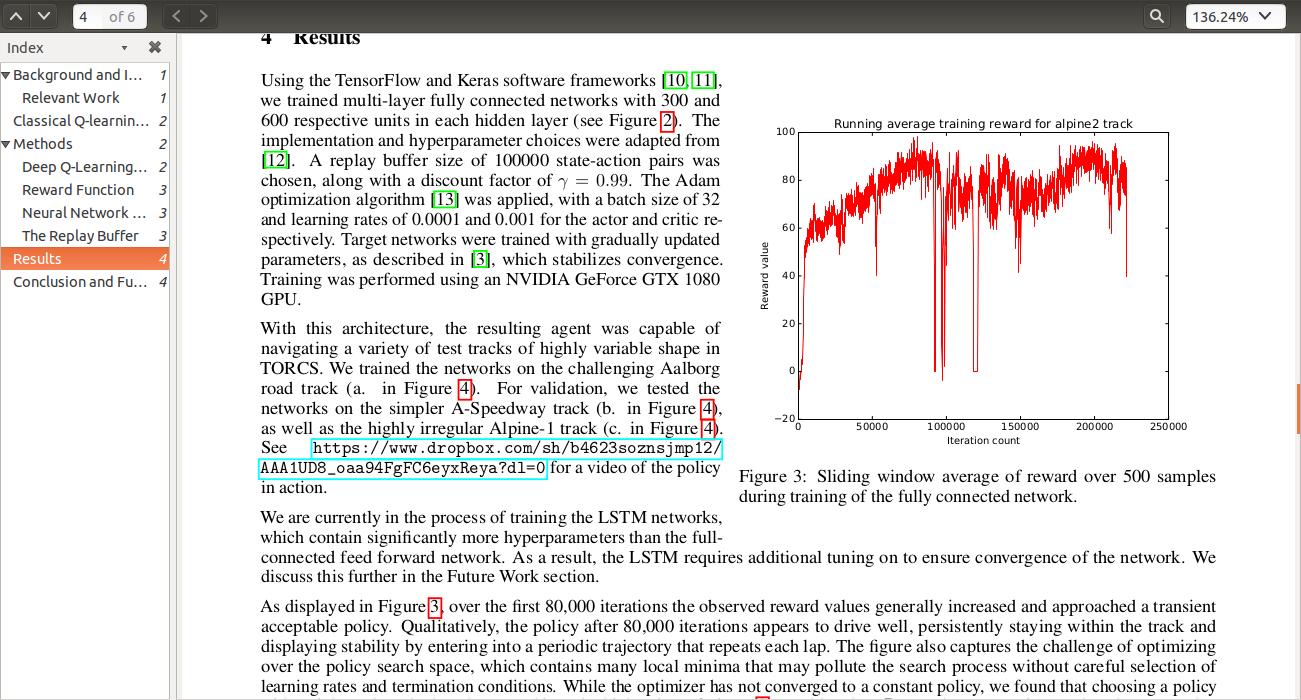 4 of 6
136.24%
Index
Background and I... 1
Relevant Work 1
Classical Q-learnin... 2
Methods 2
Deep Q-Learning... 2
Reward Function 3
Neural Network ... 3
The Replay Buffer 3
Results 4
Conclusion and Fu... 4
4 Results
Using the TensorFlow and Keras software frameworks [10, 11],
we trained multi-layer fully connected networks with 300 and
600 respective units in each hidden layer (see Figure 2). The
implementation and hyperparameter choices were adapted from
[12]. A replay buffer size of 100000 state-action pairs was
chosen, along with a discount factor of γ = 0.99. The Adam
optimization algorithm [13] was applied, with a batch size of 32
and learning rates of 0.0001 and 0.001 for the actor and critic re-
spectively. Target networks were trained with gradually updated
parameters, as described in [3], which stabilizes convergence.
Training was performed using an NVIDIA GeForce GTX 1080
GPU.
With this architecture, the resulting agent was capable of
navigating a variety of test tracks of highly variable shape in
TORCS. We trained the networks on the challenging Aalborg
road track (a. in Figure 4). For validation, we tested the
networks on the simpler A-Speedway track (b. in Figure 4),
as well as the highly irregular Alpine-1 track (c. in Figure 4).
See https://www.dropbox.com/sh/b4623soznsjmp12/
AAA1UD8_oaa94FgFC6eyxReya?dl=0 for a video of the policy
in action.
We are currently in the process of training the LSTM networks,
which contain significantly more hyperparameters than the full-
connected feed forward network. As a result, the LSTM requires additional tuning on to ensure convergence of the network. We
discuss this further in the Future Work section.
Running average training reward for alpine2 track
100
80
60
40
20
0
−20
Reward value
0 50000 100000 150000 200000 250000
Iteration count
Figure 3: Sliding window average of reward over 500 samples
during training of the fully connected network.
As displayed in Figure 3, over the first 80,000 iterations the observed reward values generally increased and approached a transient
acceptable policy. Qualitatively, the policy after 80,000 iterations appears to drive well, persistently staying within the track and
displaying stability by entering into a periodic trajectory that repeats each lap. The figure also captures the challenge of optimizing
over the policy search space, which contains many local minima that may pollute the search process without careful selection of
learning rates and termination conditions. While the optimizer has not converged to a constant policy, we found that choosing a policy